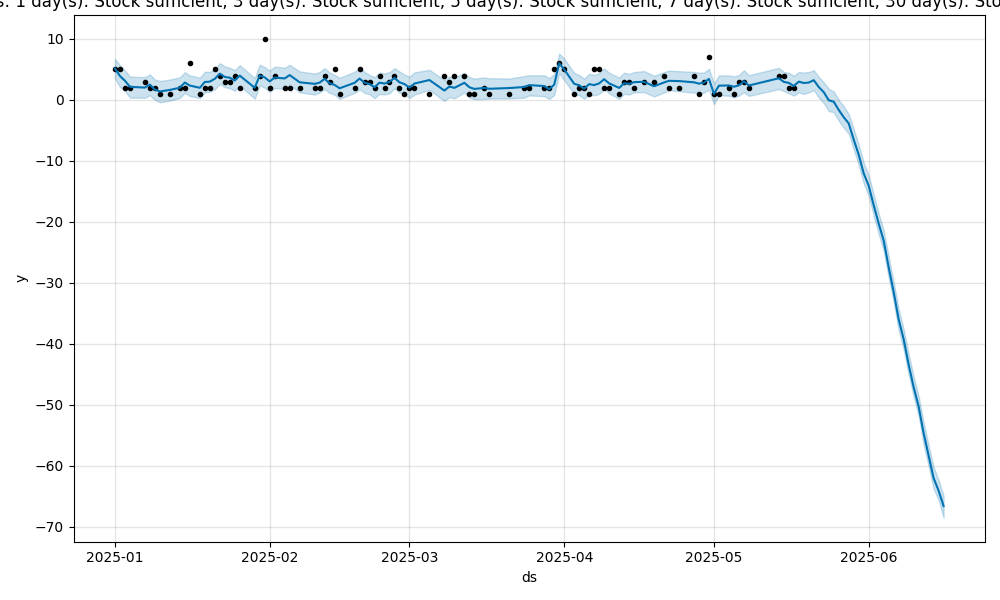 1 day(s): Stock sufficient, 3 day(s): Stock sufficient, 5 day(s): Stock sufficient, 7 day(s): Stock sufficient, 30 day(s):
10
0
−10
−20
−30
−40
−50
−60
−70
y
2025-01 2025-02 2025-03 2025-04 2025-05 2025-06
ds